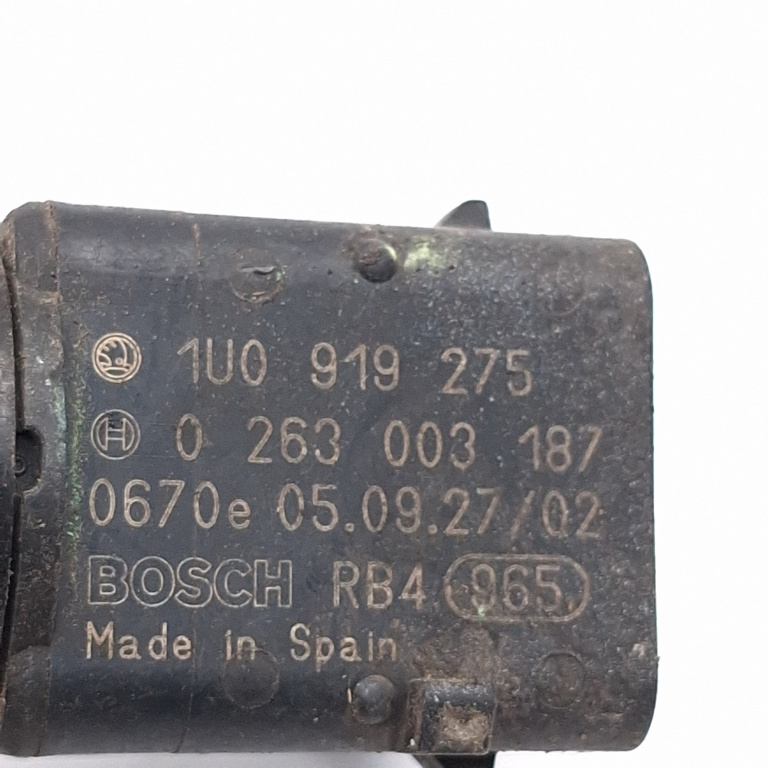 1U0 919 275
H 0 263 003 187
0670e 05.09.27/02
BOSCH RB4 965
Made in Spain